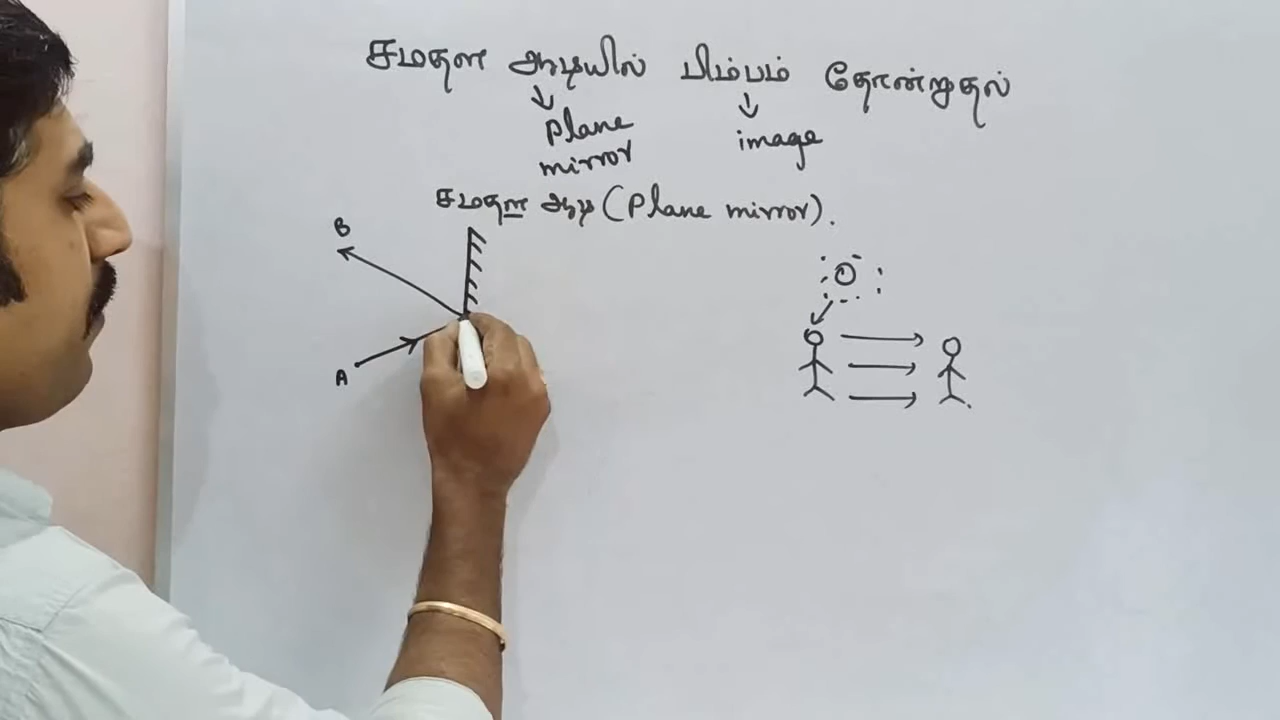 சமதள ஆடியில் பிம்பம் தோன்றுதல்
plane
mirror
image
சமதள ஆடி (Plane mirror).
B
A